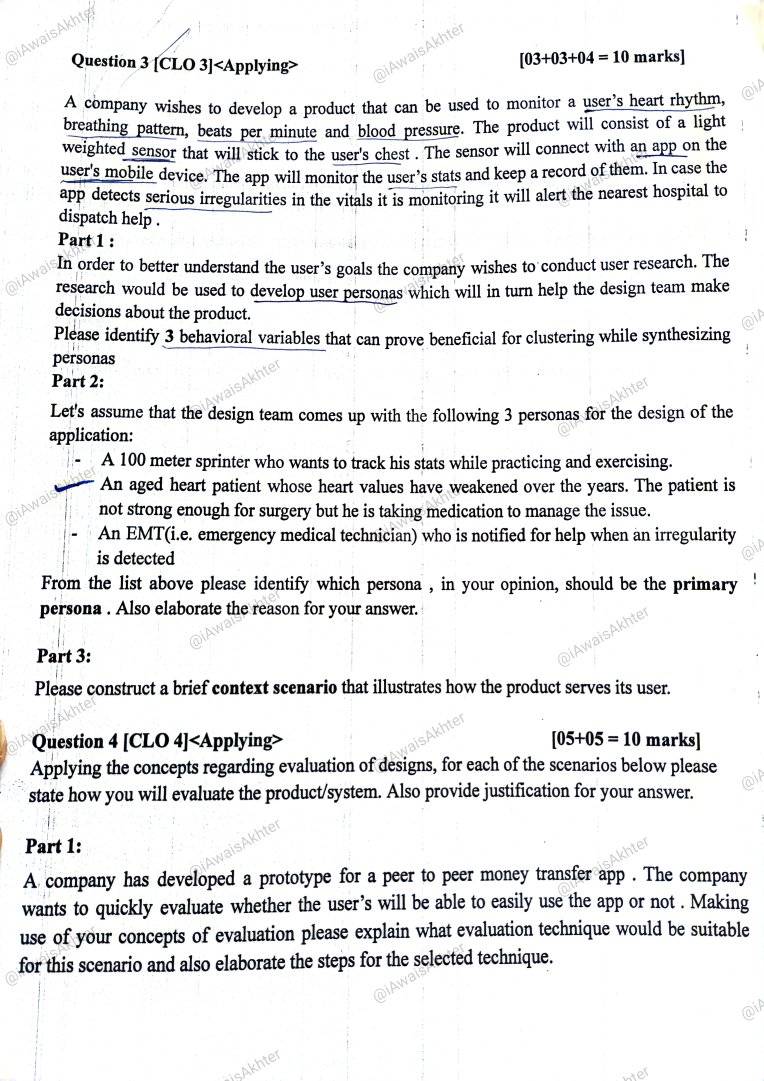 Question 3 [CLO 3]<Applying> [03+03+04 = 10 marks]
A company wishes to develop a product that can be used to monitor a user's heart rhythm,
breathing pattern, beats per minute and blood pressure. The product will consist of a light
weighted sensor that will stick to the user's chest . The sensor will connect with an app on the
user's mobile device. The app will monitor the user's stats and keep a record of them. In case the
app detects serious irregularities in the vitals it is monitoring it will alert the nearest hospital to
dispatch help .
Part 1 :
In order to better understand the user's goals the company wishes to conduct user research. The
research would be used to develop user personas which will in turn help the design team make
decisions about the product.
Please identify 3 behavioral variables that can prove beneficial for clustering while synthesizing
personas
Part 2:
Let's assume that the design team comes up with the following 3 personas for the design of the
application:
- A 100 meter sprinter who wants to track his stats while practicing and exercising.
- An aged heart patient whose heart values have weakened over the years. The patient is
not strong enough for surgery but he is taking medication to manage the issue.
- An EMT(i.e. emergency medical technician) who is notified for help when an irregularity
is detected
From the list above please identify which persona , in your opinion, should be the primary
persona . Also elaborate the reason for your answer.
Part 3:
Please construct a brief context scenario that illustrates how the product serves its user.
Question 4 [CLO 4]<Applying> [05+05 = 10 marks]
Applying the concepts regarding evaluation of designs, for each of the scenarios below please
state how you will evaluate the product/system. Also provide justification for your answer.
Part 1:
A company has developed a prototype for a peer to peer money transfer app . The company
wants to quickly evaluate whether the user's will be able to easily use the app or not . Making
use of your concepts of evaluation please explain what evaluation technique would be suitable
for this scenario and also elaborate the steps for the selected technique.
@iAwaisAkhter